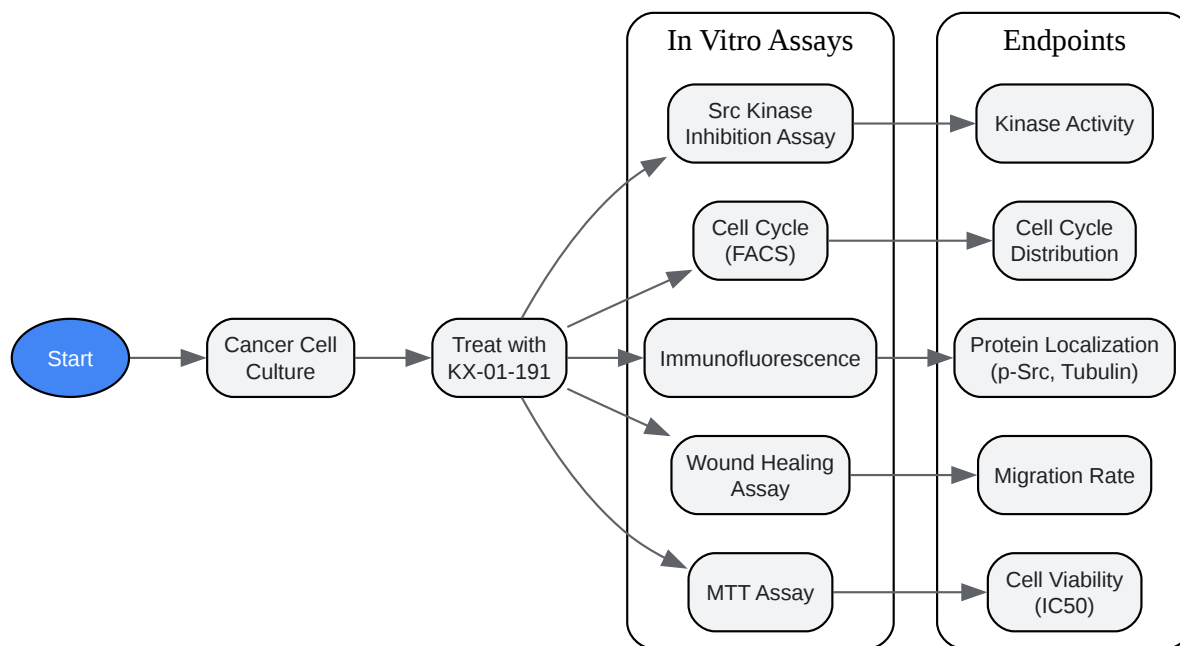 In Vitro Assays
Endpoints
Src Kinase
Inhibition Assay
Kinase Activity
Cell Cycle
(FACS)
Cell Cycle
Distribution
Start
Cancer Cell
Culture
Treat with
KX-01-191
Immunofluorescence
Protein Localization
(p-Src, Tubulin)
Wound Healing
Assay
Migration Rate
MTT Assay
Cell Viability
(IC50)